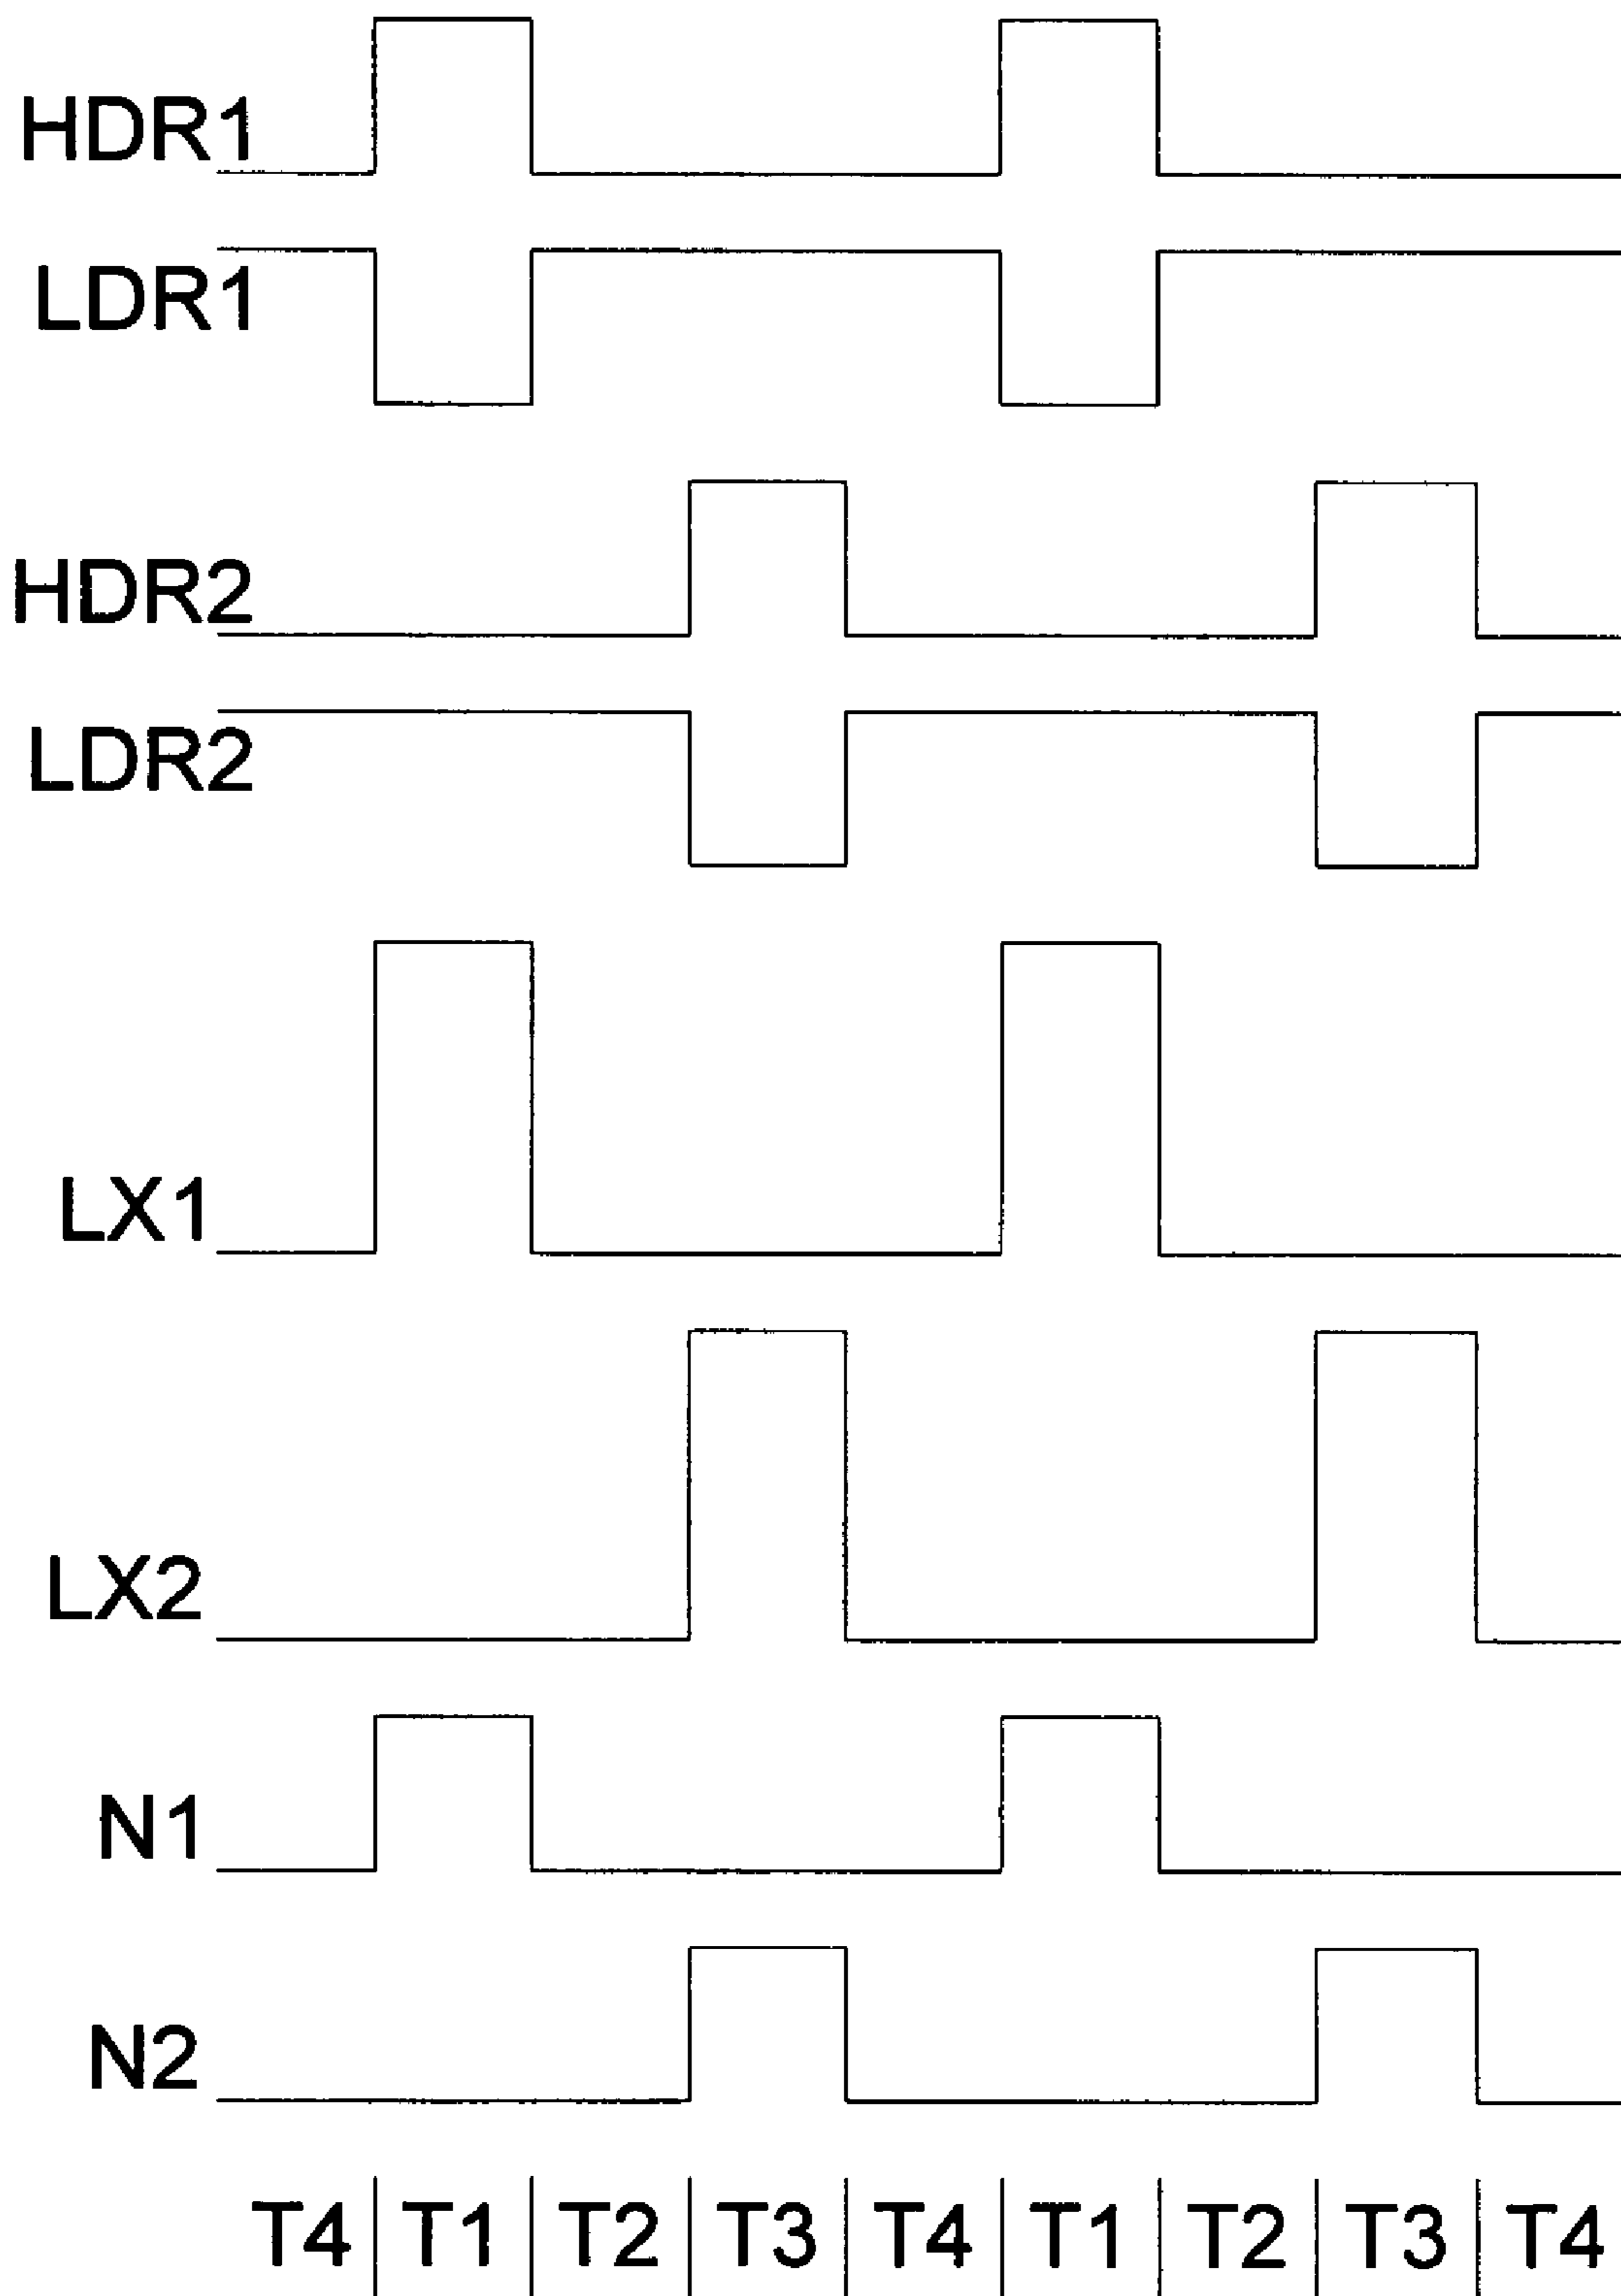 HDR1
LDR1
HDR2
LDR2
LX1
LX2
N1
N2
T4 T1 T2 T3 T4 T1 T2 T3 T4